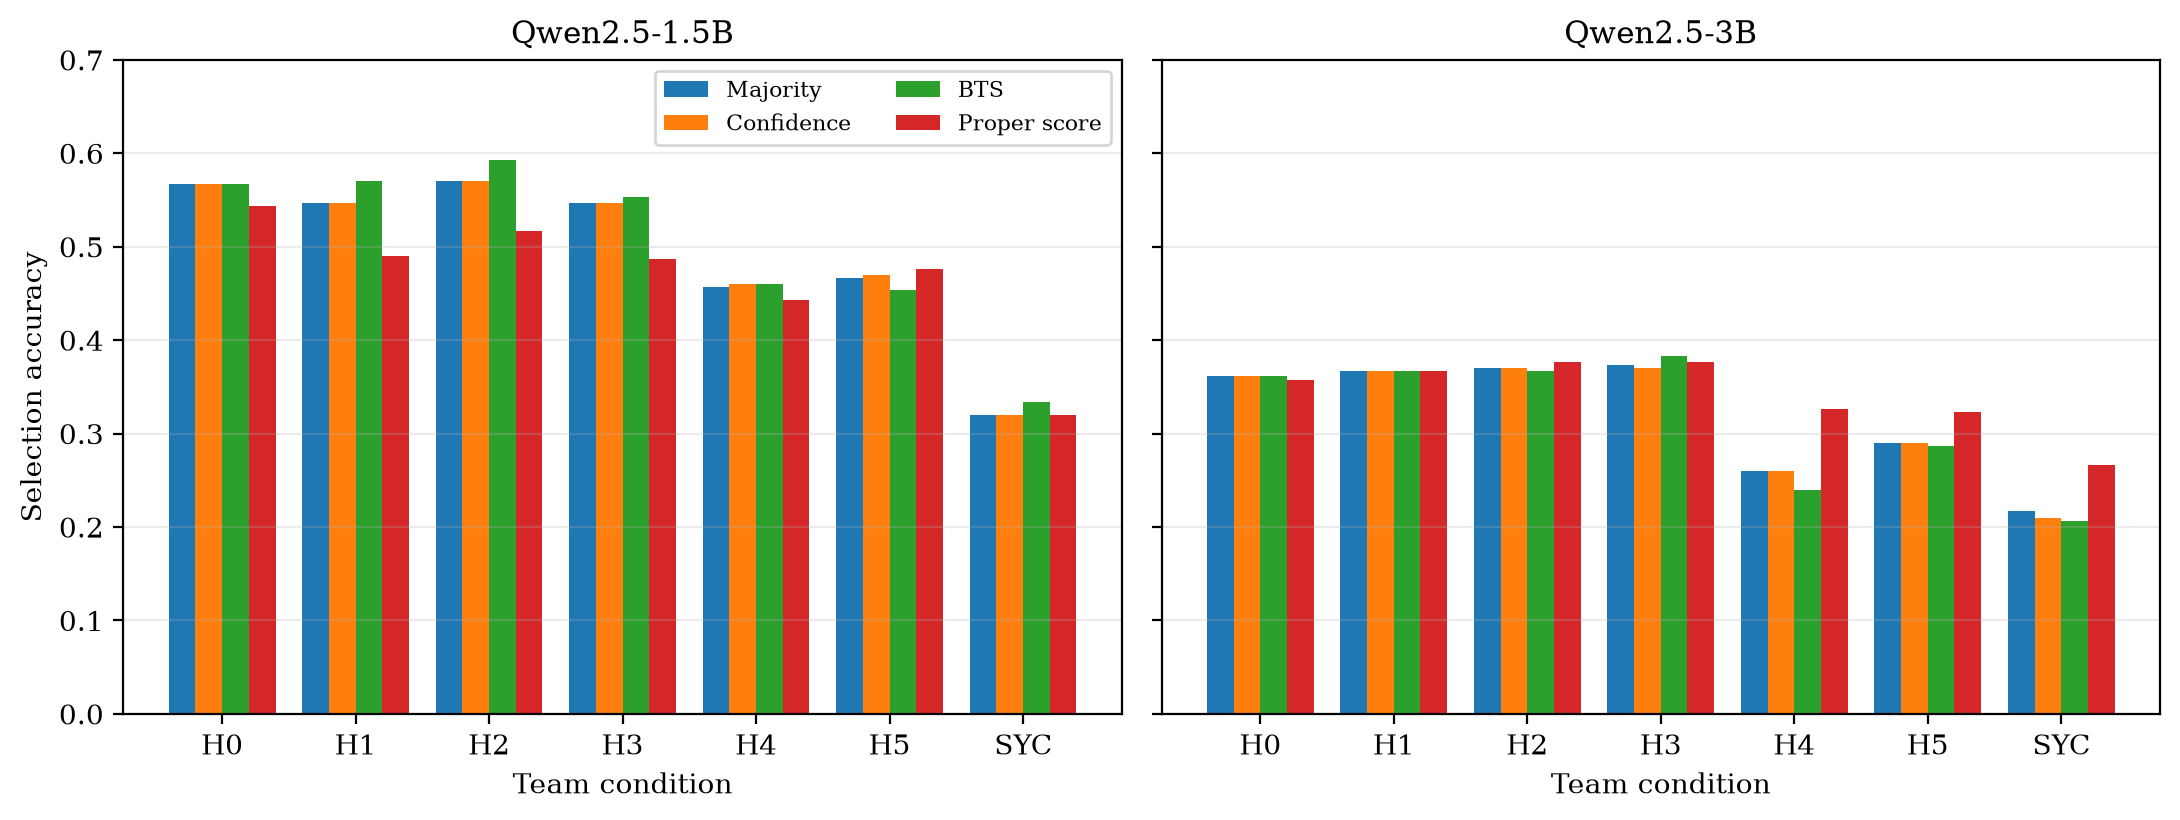 Qwen2.5-1.5B
Qwen2.5-3B
Majority
Confidence
BTS
Proper score
Selection accuracy
0.7
0.6
0.5
0.4
0.3
0.2
0.1
0.0
H0 H1 H2 H3 H4 H5 SYC
Team condition
H0 H1 H2 H3 H4 H5 SYC
Team condition